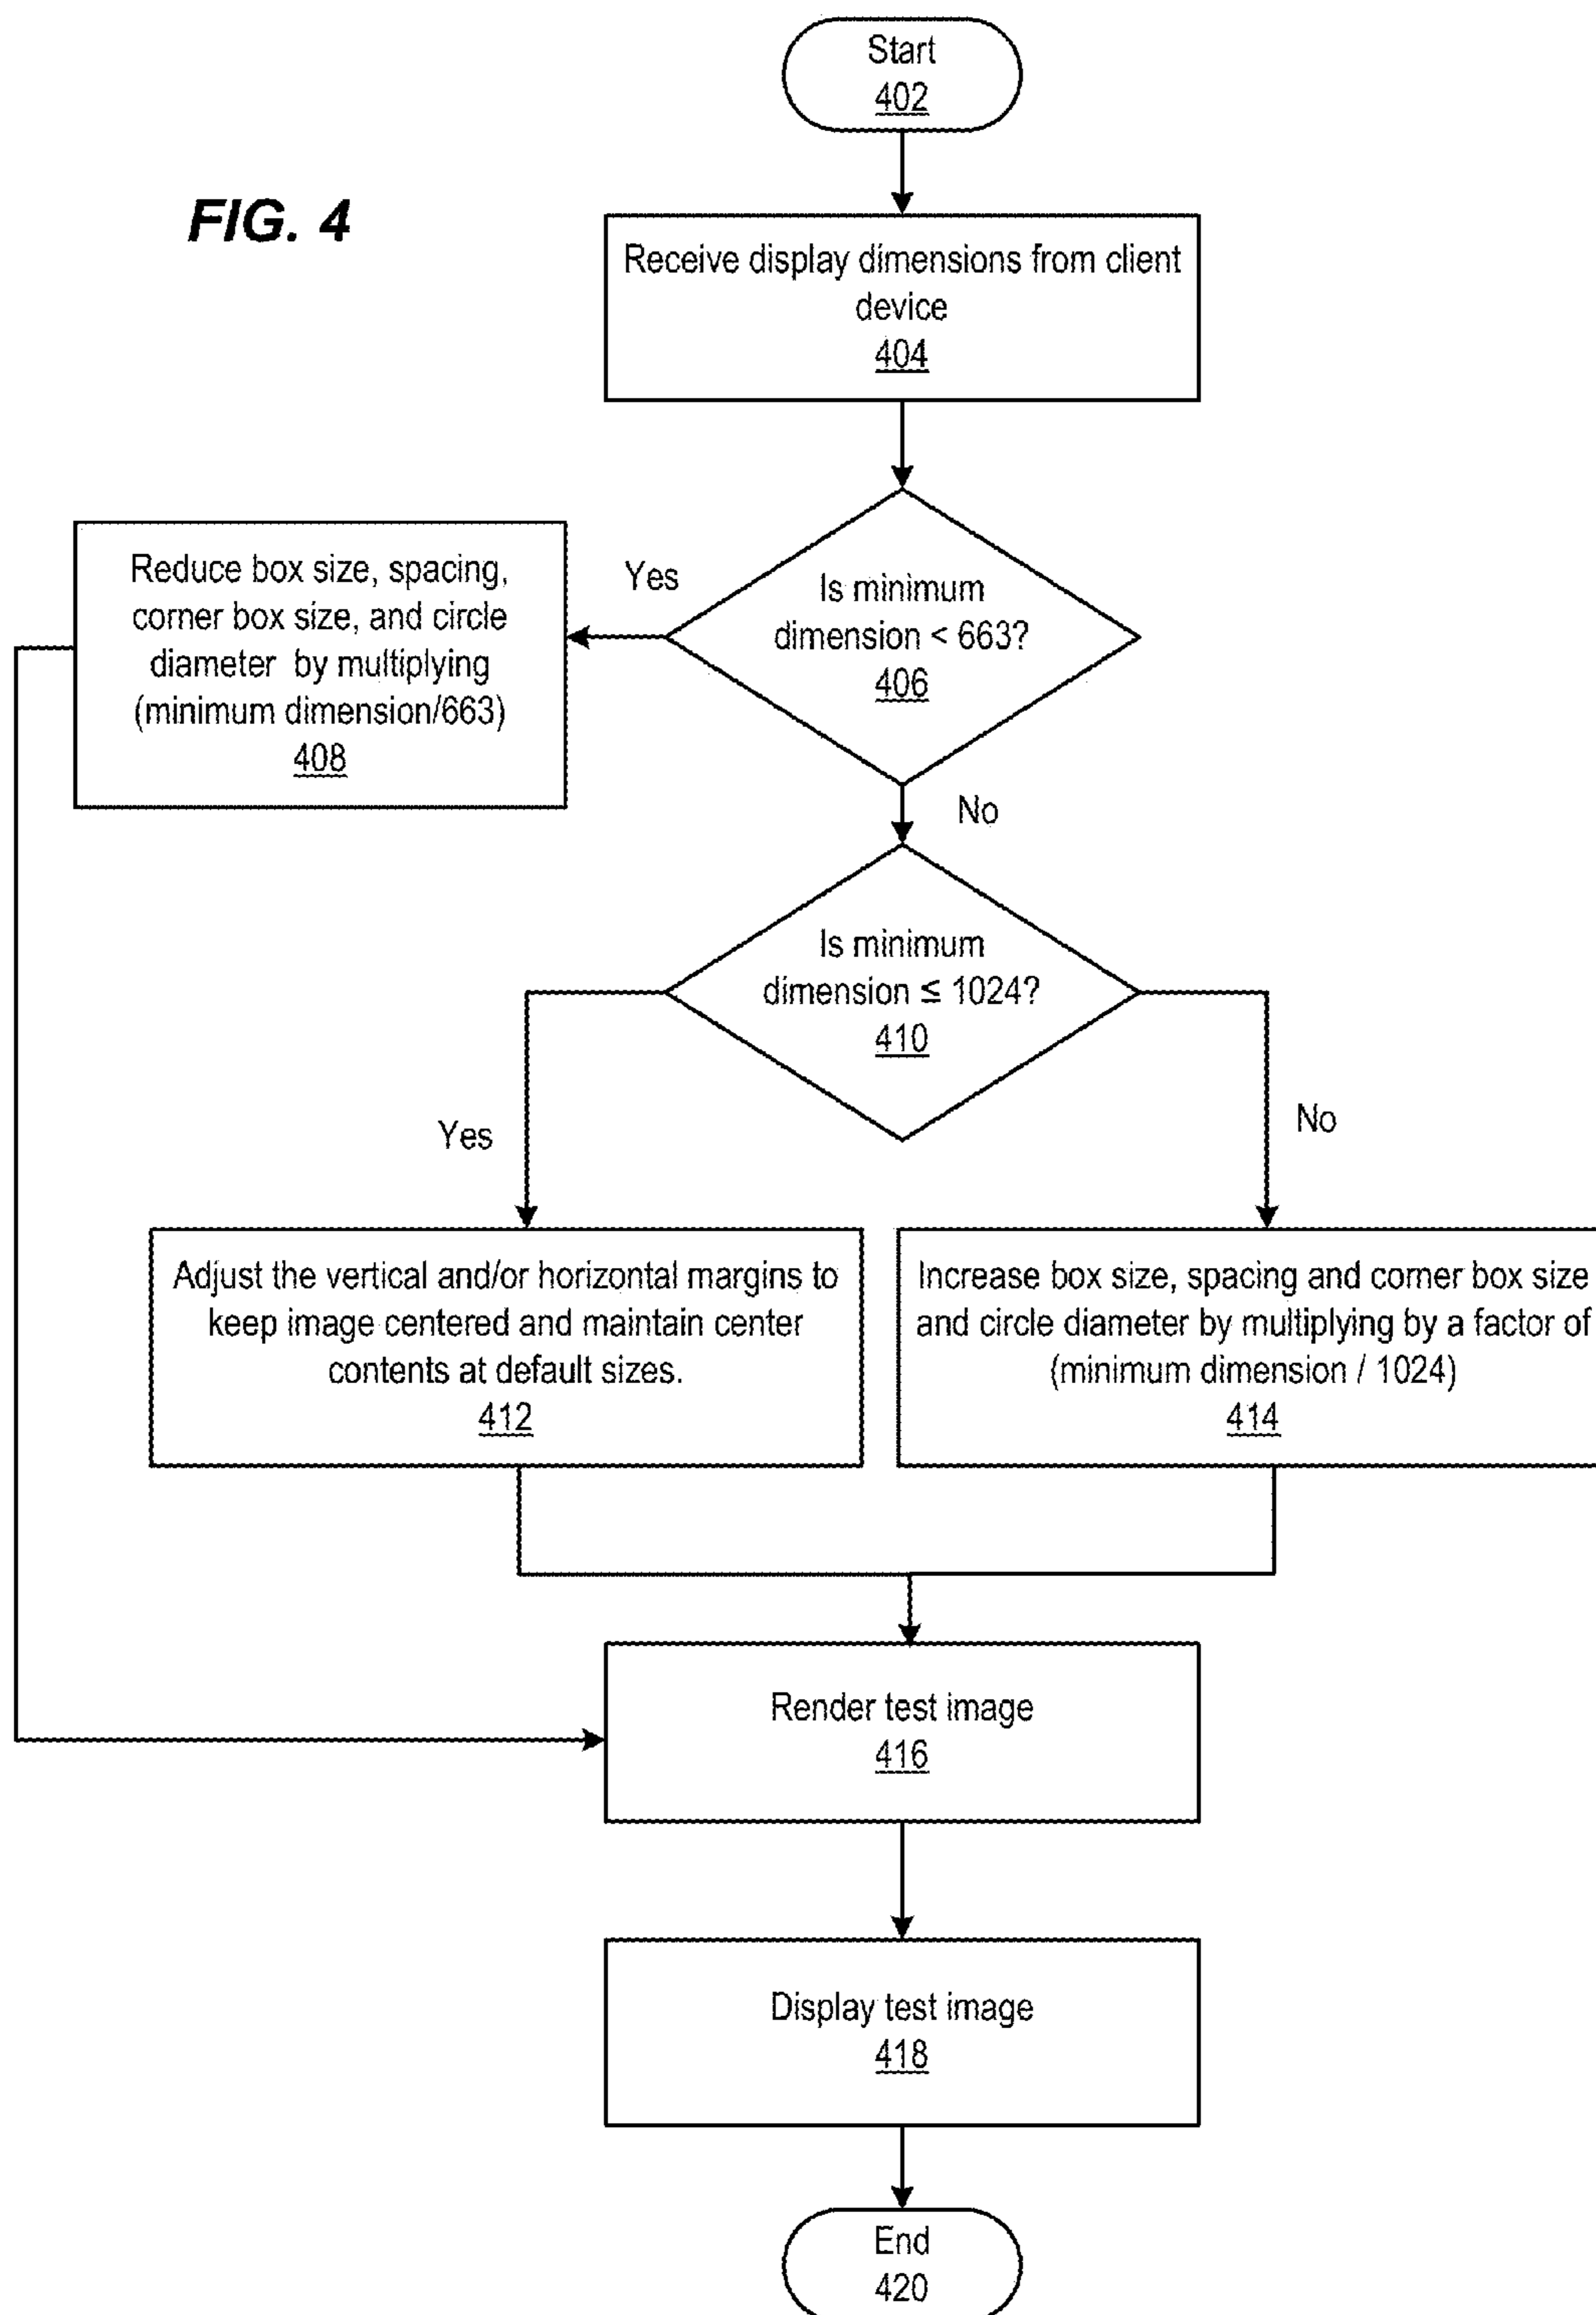 Start
402
FIG. 4
Receive display dimensions from client
device
404
Is minimum
dimension < 663?
406
Yes
Reduce box size, spacing,
corner box size, and circle
diameter by multiplying
(minimum dimension/663)
408
No
Is minimum
dimension ≤ 1024?
410
Yes
No
Adjust the vertical and/or horizontal margins to
keep image centered and maintain center
contents at default sizes.
412
Increase box size, spacing and corner box size
and circle diameter by multiplying by a factor of
(minimum dimension / 1024)
414
Render test image
416
Display test image
418
End
420